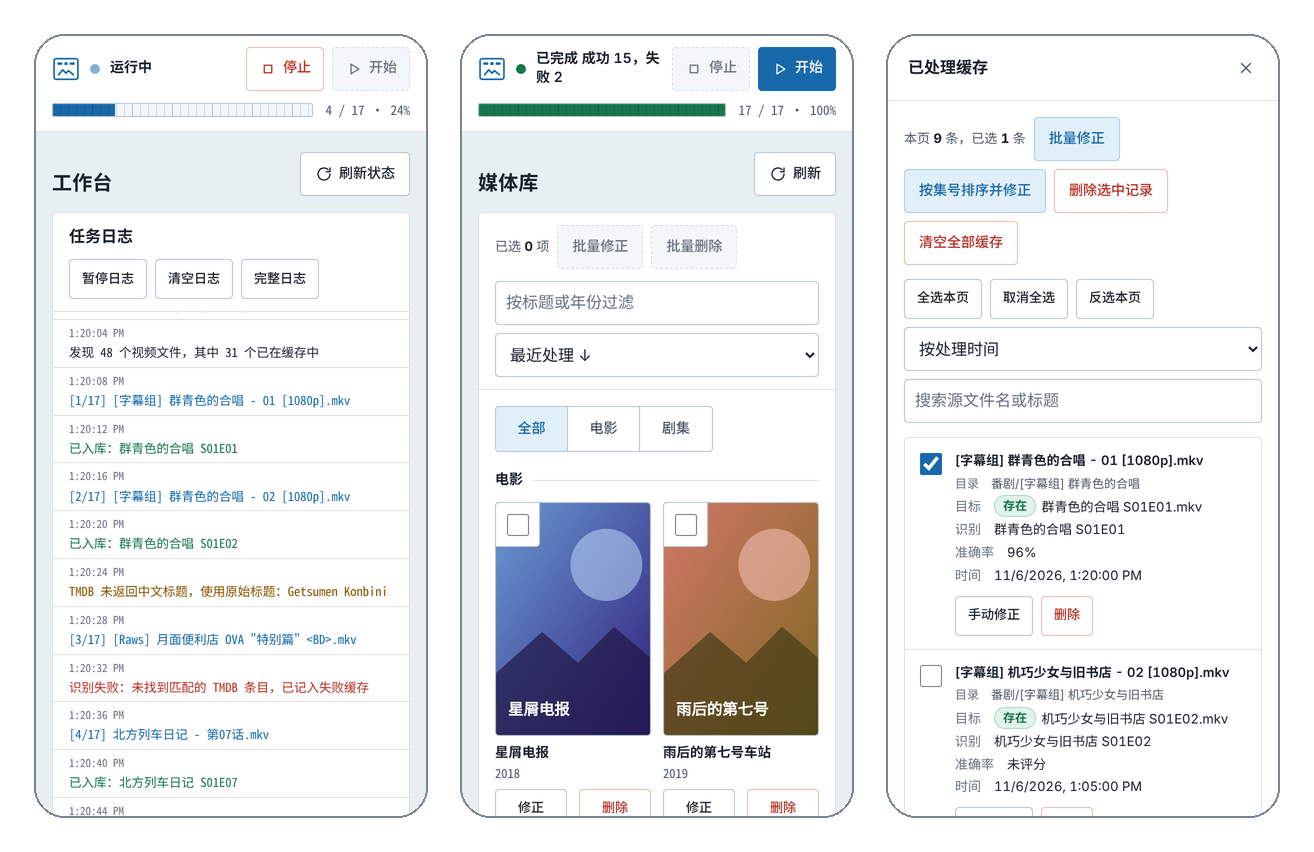 运行中
停止
开始
4 / 17 · 24%
工作台
刷新状态
任务日志
暂停日志
清空日志
完整日志
1:20:04 PM
发现 48 个视频文件，其中 31 个已在缓存中
1:20:08 PM
[1/17] [字幕组] 群青色的合唱 - 01 [1080p].mkv
1:20:12 PM
已入库：群青色的合唱 S01E01
1:20:16 PM
[2/17] [字幕组] 群青色的合唱 - 02 [1080p].mkv
1:20:20 PM
已入库：群青色的合唱 S01E02
1:20:24 PM
TMDB 未返回中文标题，使用原始标题：Getsumen Konbini
1:20:28 PM
[3/17] [Raws] 月面便利店 OVA "特别篇" <BD>.mkv
1:20:32 PM
识别失败：未找到匹配的 TMDB 条目，已记入失败缓存
1:20:36 PM
[4/17] 北方列车日记 - 第07话.mkv
1:20:40 PM
已入库：北方列车日记 S01E07
1:20:44 PM
已完成 成功 15，失
败 2
停止
开始
17 / 17 · 100%
媒体库
刷新
已选 0 项
批量修正
批量删除
按标题或年份过滤
最近处理 ↓
全部
电影
剧集
电影
星屑电报
雨后的第七号
星屑电报
2018
雨后的第七号车站
2019
修正
删除
修正
删除
已处理缓存
本页 9 条，已选 1 条
批量修正
按集号排序并修正
删除选中记录
清空全部缓存
全选本页
取消全选
反选本页
按处理时间
搜索源文件名或标题
[字幕组] 群青色的合唱 - 01 [1080p].mkv
目录 番剧/[字幕组] 群青色的合唱
目标 存在 群青色的合唱 S01E01.mkv
识别 群青色的合唱 S01E01
准确率 96%
时间 11/6/2026, 1:20:00 PM
手动修正
删除
[字幕组] 机巧少女与旧书店 - 02 [1080p].mkv
目录 番剧/[字幕组] 机巧少女与旧书店
目标 存在 机巧少女与旧书店 S01E02.mkv
识别 机巧少女与旧书店 S01E02
准确率 未评分
时间 11/6/2026, 1:05:00 PM